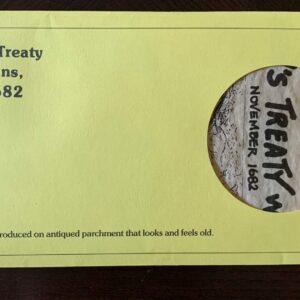 Treaty
ns,
682
'S TREATY W
NOVEMBER 1682
roduced on antiqued parchment that looks and feels old.